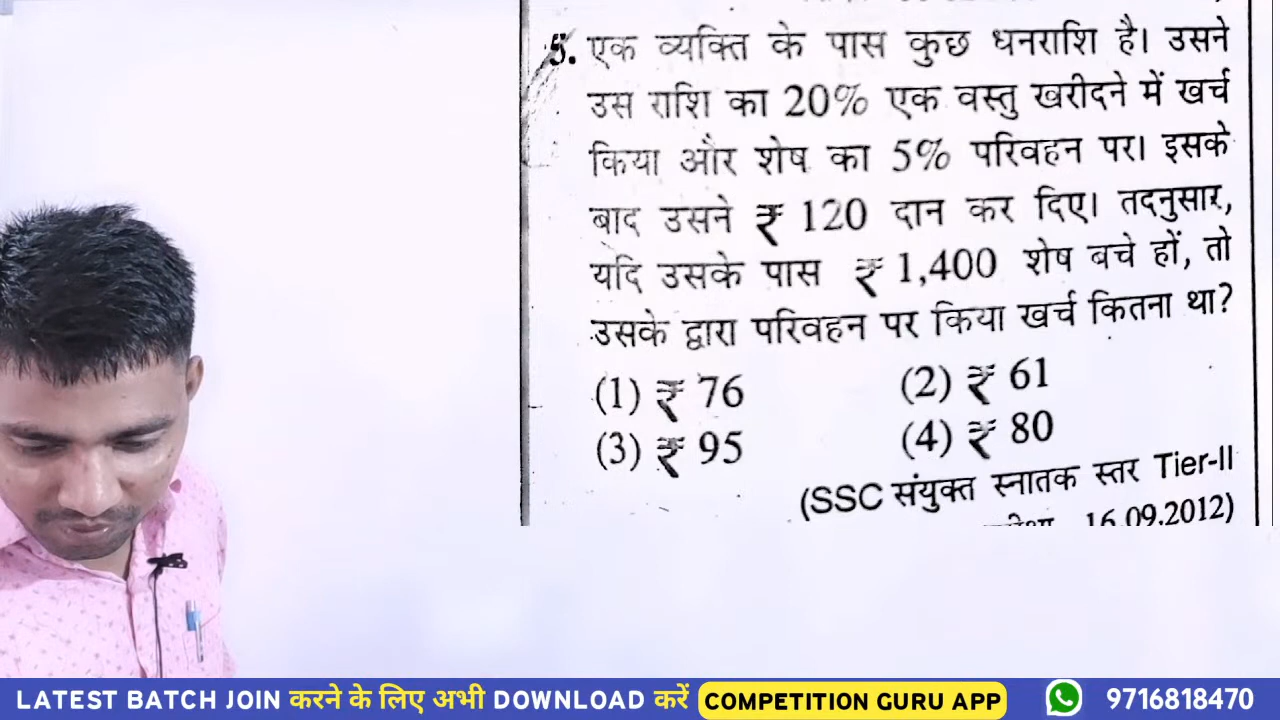 5. एक व्यक्ति के पास कुछ धनराशि है। उसने
उस राशि का 20% एक वस्तु खरीदने में खर्च
किया और शेष का 5% परिवहन पर। इसके
बाद उसने ₹ 120 दान कर दिए। तदनुसार,
यदि उसके पास ₹ 1,400 शेष बचे हों, तो
उसके द्वारा परिवहन पर किया खर्च कितना था?
(1) ₹ 76 (2) ₹ 61
(3) ₹ 95 (4) ₹ 80
(SSC संयुक्त स्नातक स्तर Tier-II
16.09.2012)
LATEST BATCH JOIN करने के लिए अभी DOWNLOAD करें COMPETITION GURU APP 9716818470